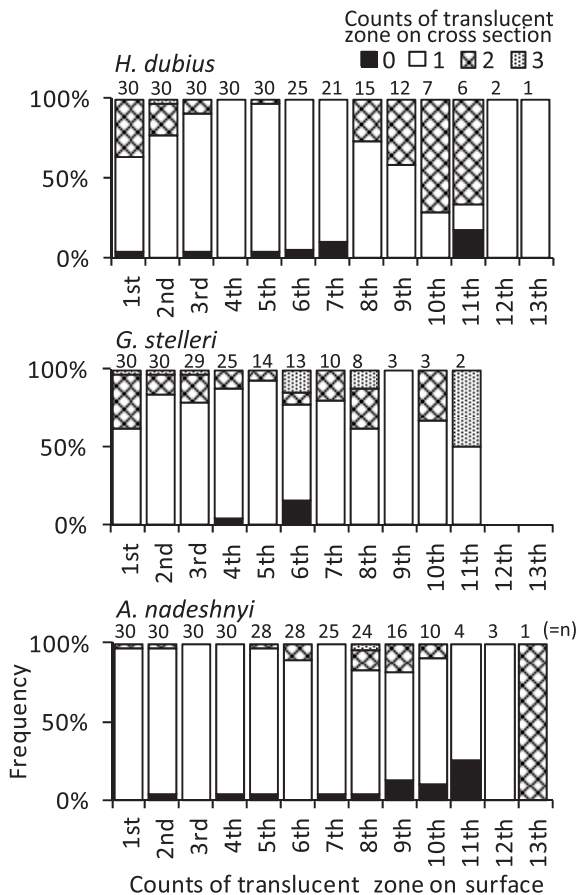 Counts of translucent
zone on cross section
0 1 2 3
H. dubius
30 30 30 30 30 25 21 15 12 7 6 2 1
100%
50%
0%
1st 2nd 3rd 4th 5th 6th 7th 8th 9th 10th 11th 12th 13th
G. stelleri
30 30 29 25 14 13 10 8 3 3 2
100%
50%
0%
1st 2nd 3rd 4th 5th 6th 7th 8th 9th 10th 11th 12th 13th
A. nadeshnyi
30 30 30 30 28 28 25 24 16 10 4 3 1 (=n)
100%
50%
0%
Frequency
1st 2nd 3rd 4th 5th 6th 7th 8th 9th 10th 11th 12th 13th
Counts of translucent zone on surface